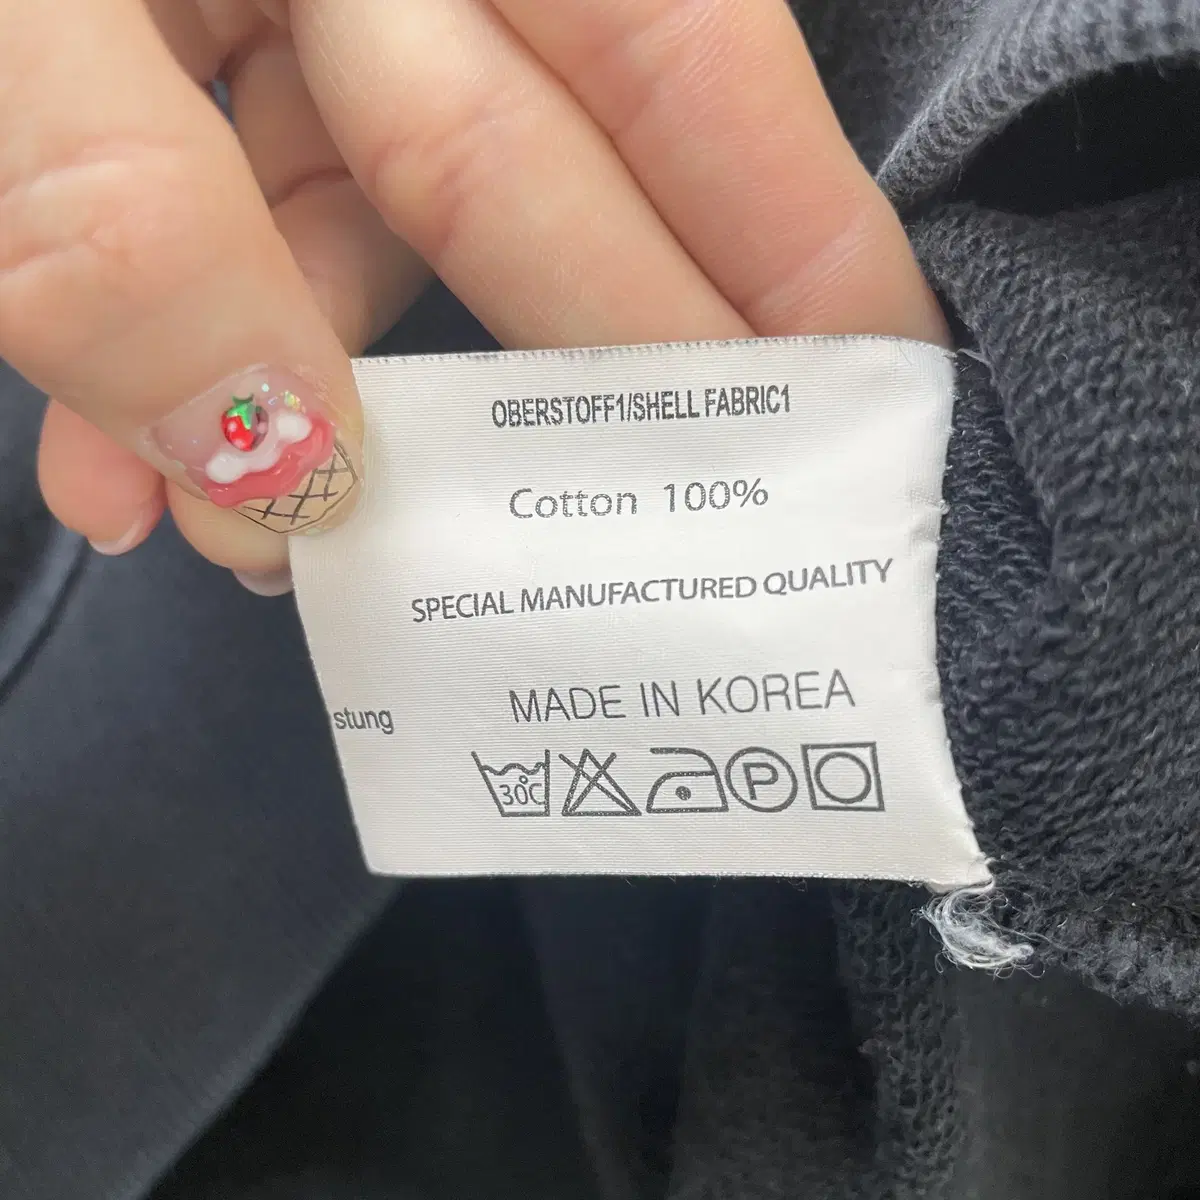 OBERSTOFF1/SHELL FABRIC1
Cotton 100%
SPECIAL MANUFACTURED QUALITY
MADE IN KOREA
stung
30°C
P